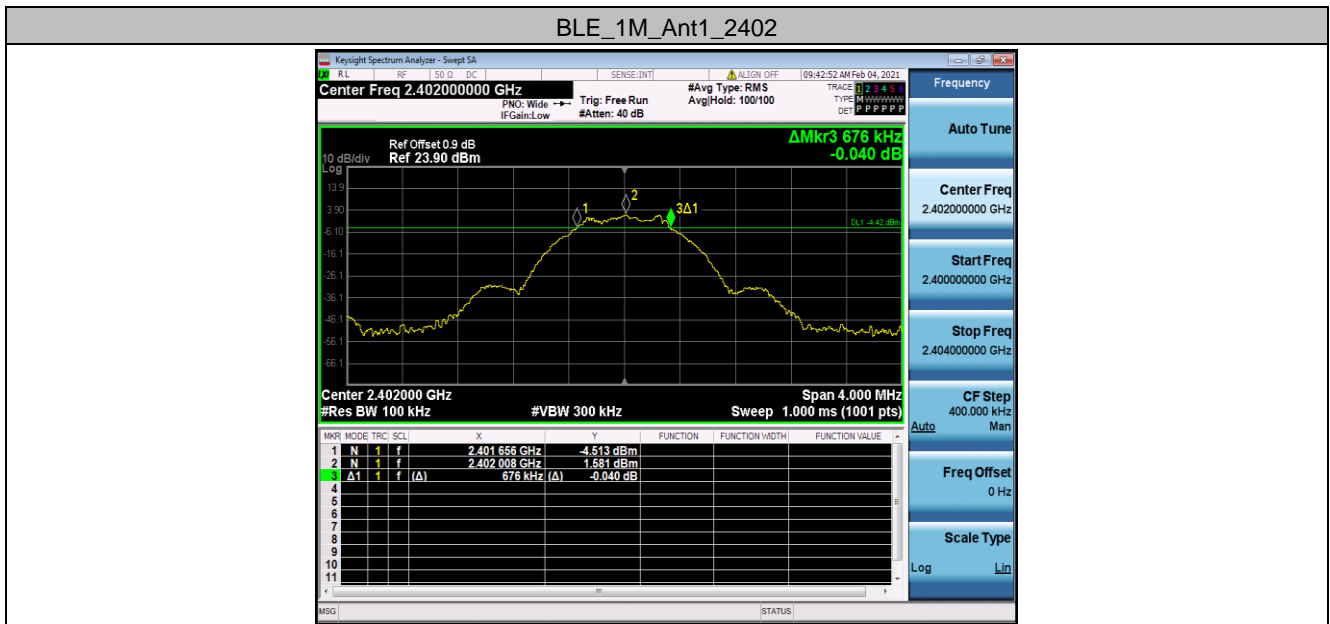 BLE_1M_Ant1_2402
Keysight Spectrum Analyzer - Swept SA
RL RF 50 Ω DC SENSE:INT ALIGN OFF 09:42:52 AM Feb 04, 2021
Center Freq 2.402000000 GHz
PNO: Wide
IFGain:Low
Trig: Free Run
#Atten: 40 dB
#Avg Type: RMS
Avg|Hold: 100/100
TRACE 1 2 3 4 5 6
TYPE M W W W W W
DET P P P P P P
ΔMkr3 676 kHz
-0.040 dB
Ref Offset 0.9 dB
10 dB/div Ref 23.90 dBm
Log
13.9
3.90
-6.10
-16.1
-26.1
-36.1
-46.1
-56.1
-66.1
1
2
3Δ1
DL1 -4.42 dBm
Center 2.402000 GHz Span 4.000 MHz
#Res BW 100 kHz #VBW 300 kHz Sweep 1.000 ms (1001 pts)
MKR MODE TRC SCL X Y FUNCTION FUNCTION WIDTH FUNCTION VALUE
1 N 1 f 2.401 656 GHz -4.513 dBm
2 N 1 f 2.402 008 GHz 1.581 dBm
3 Δ1 1 f (Δ) 676 kHz (Δ) -0.040 dB
4
5
6
7
8
9
10
11
MSG STATUS
Frequency
Auto Tune
Center Freq
2.402000000 GHz
Start Freq
2.400000000 GHz
Stop Freq
2.404000000 GHz
CF Step
400.000 kHz
Auto Man
Freq Offset
0 Hz
Scale Type
Log Lin